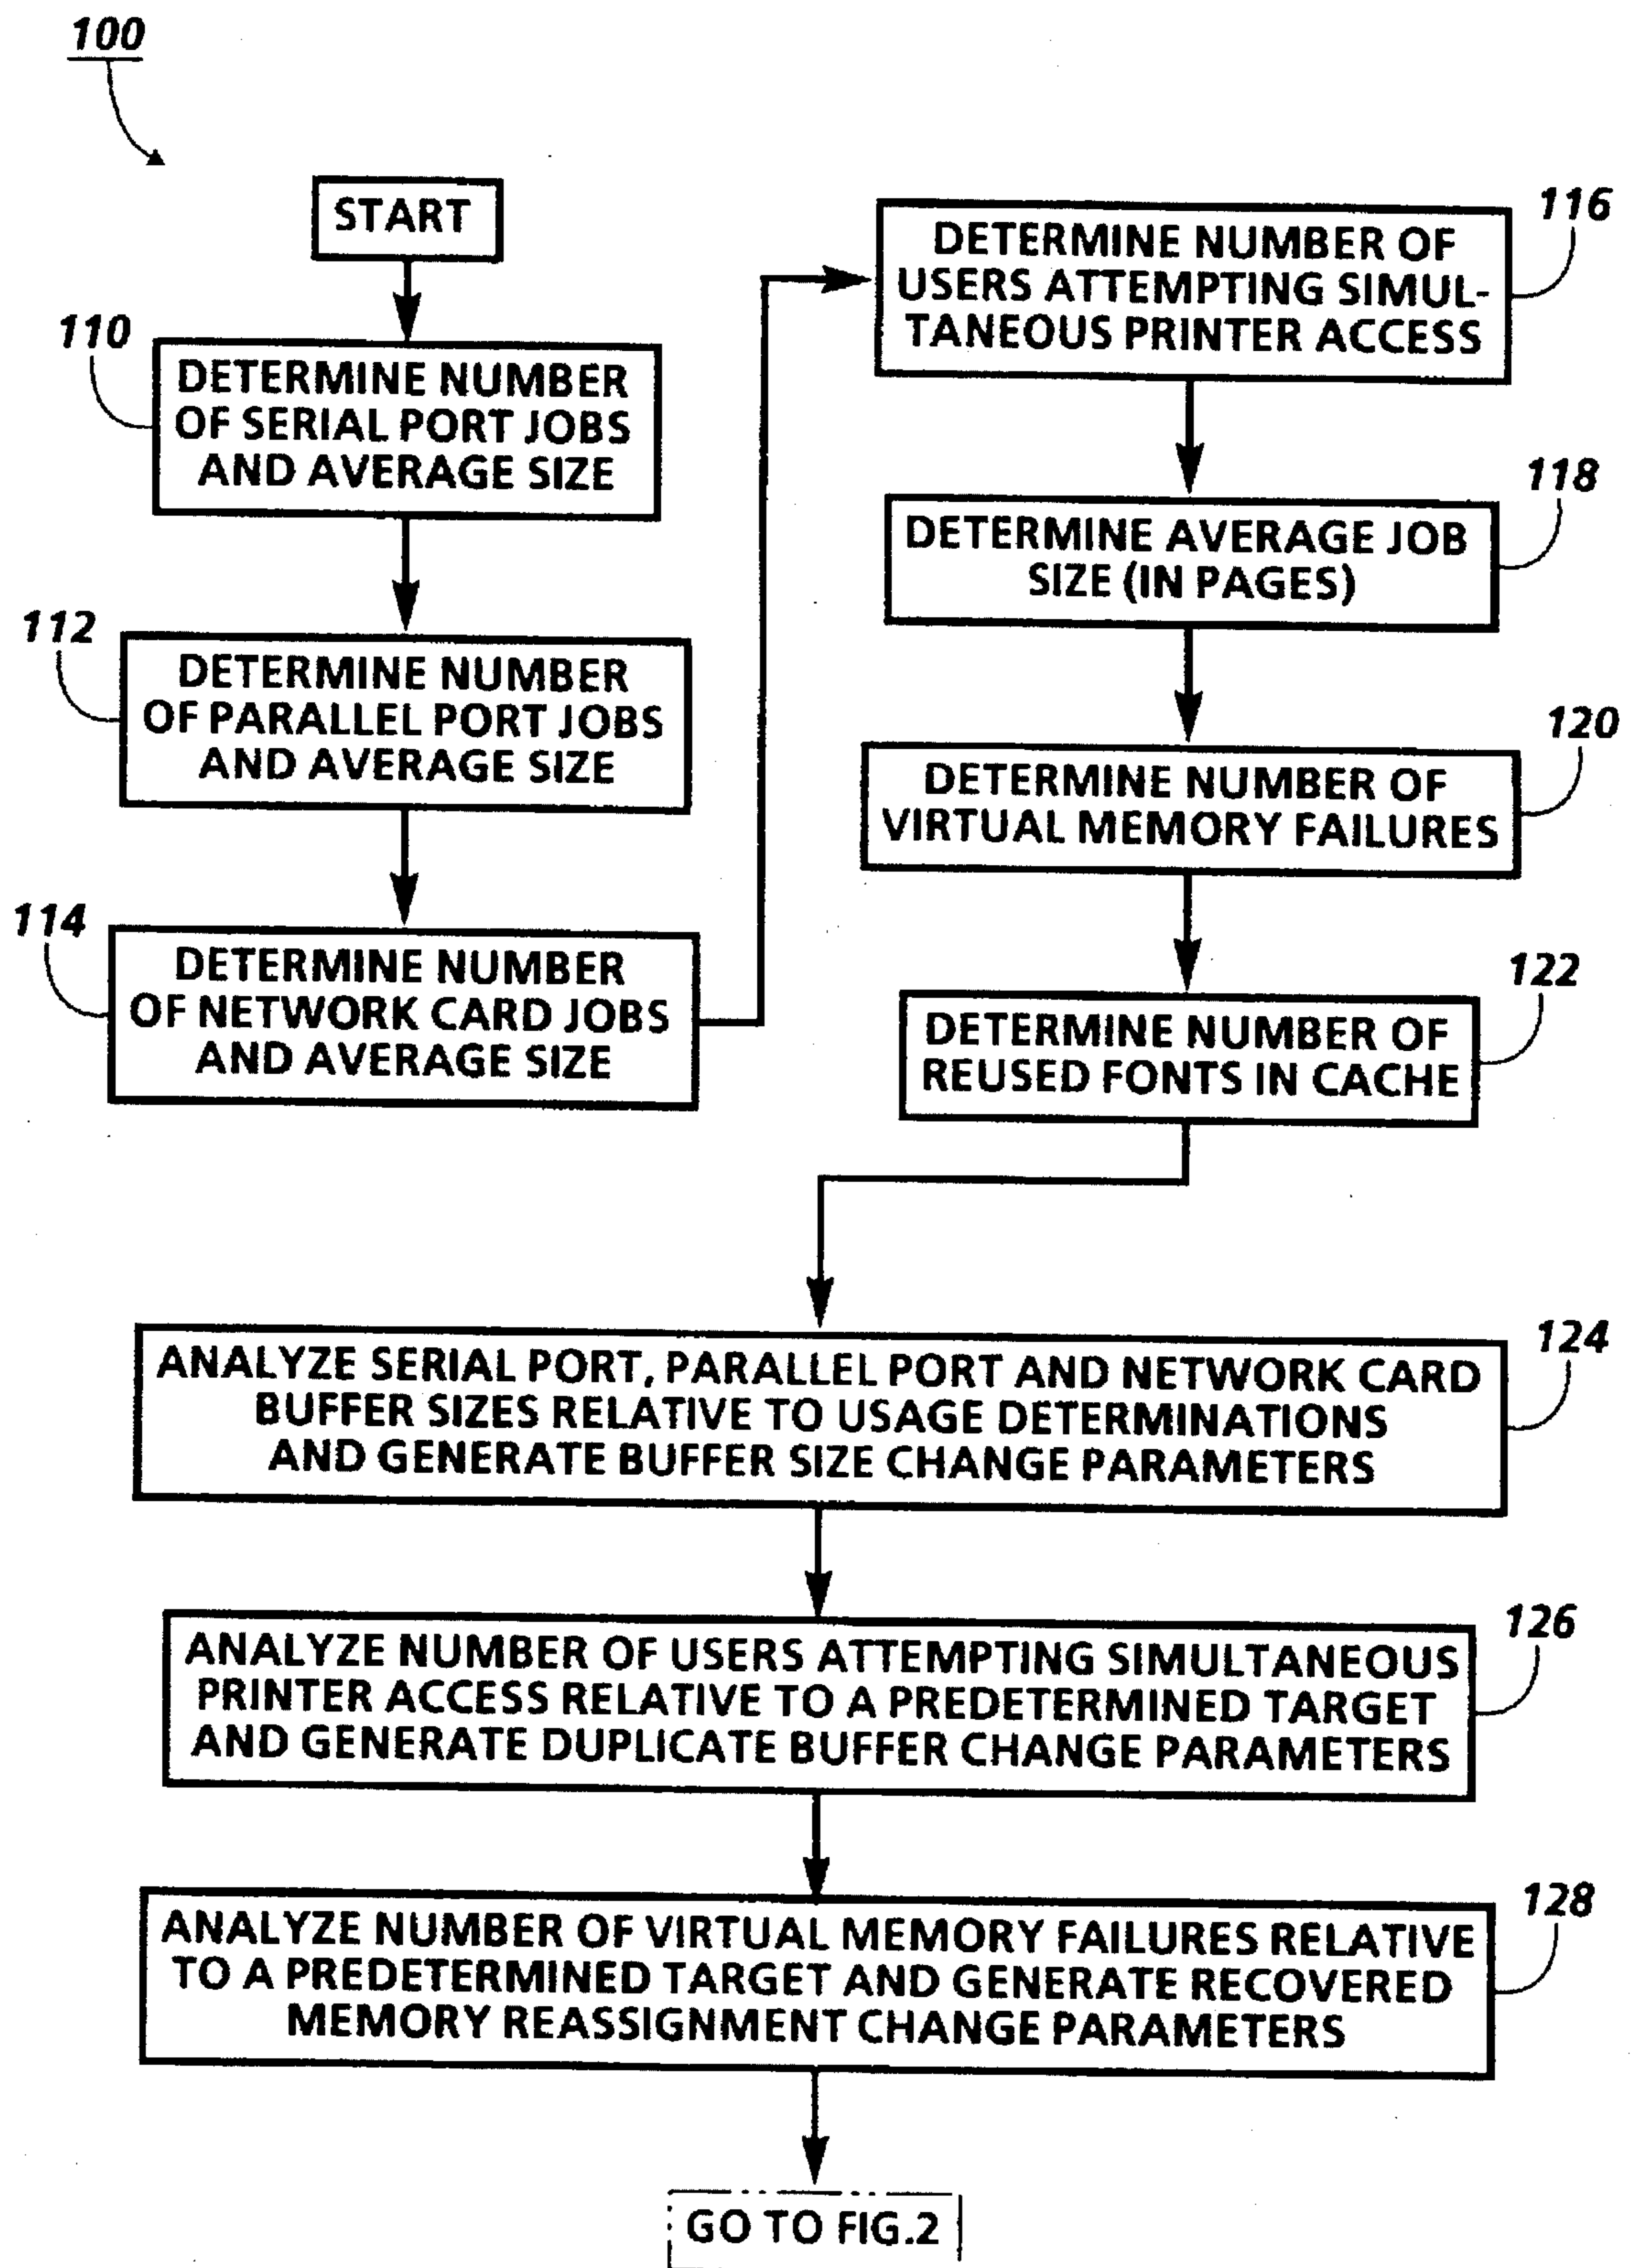 100
START
110
DETERMINE NUMBER
OF SERIAL PORT JOBS
AND AVERAGE SIZE
112
DETERMINE NUMBER
OF PARALLEL PORT JOBS
AND AVERAGE SIZE
114
DETERMINE NUMBER
OF NETWORK CARD JOBS
AND AVERAGE SIZE
116
DETERMINE NUMBER OF
USERS ATTEMPTING SIMUL-
TANEOUS PRINTER ACCESS
118
DETERMINE AVERAGE JOB
SIZE (IN PAGES)
120
DETERMINE NUMBER OF
VIRTUAL MEMORY FAILURES
122
DETERMINE NUMBER OF
REUSED FONTS IN CACHE
124
ANALYZE SERIAL PORT, PARALLEL PORT AND NETWORK CARD
BUFFER SIZES RELATIVE TO USAGE DETERMINATIONS
AND GENERATE BUFFER SIZE CHANGE PARAMETERS
126
ANALYZE NUMBER OF USERS ATTEMPTING SIMULTANEOUS
PRINTER ACCESS RELATIVE TO A PREDETERMINED TARGET
AND GENERATE DUPLICATE BUFFER CHANGE PARAMETERS
128
ANALYZE NUMBER OF VIRTUAL MEMORY FAILURES RELATIVE
TO A PREDETERMINED TARGET AND GENERATE RECOVERED
MEMORY REASSIGNMENT CHANGE PARAMETERS
GO TO FIG.2